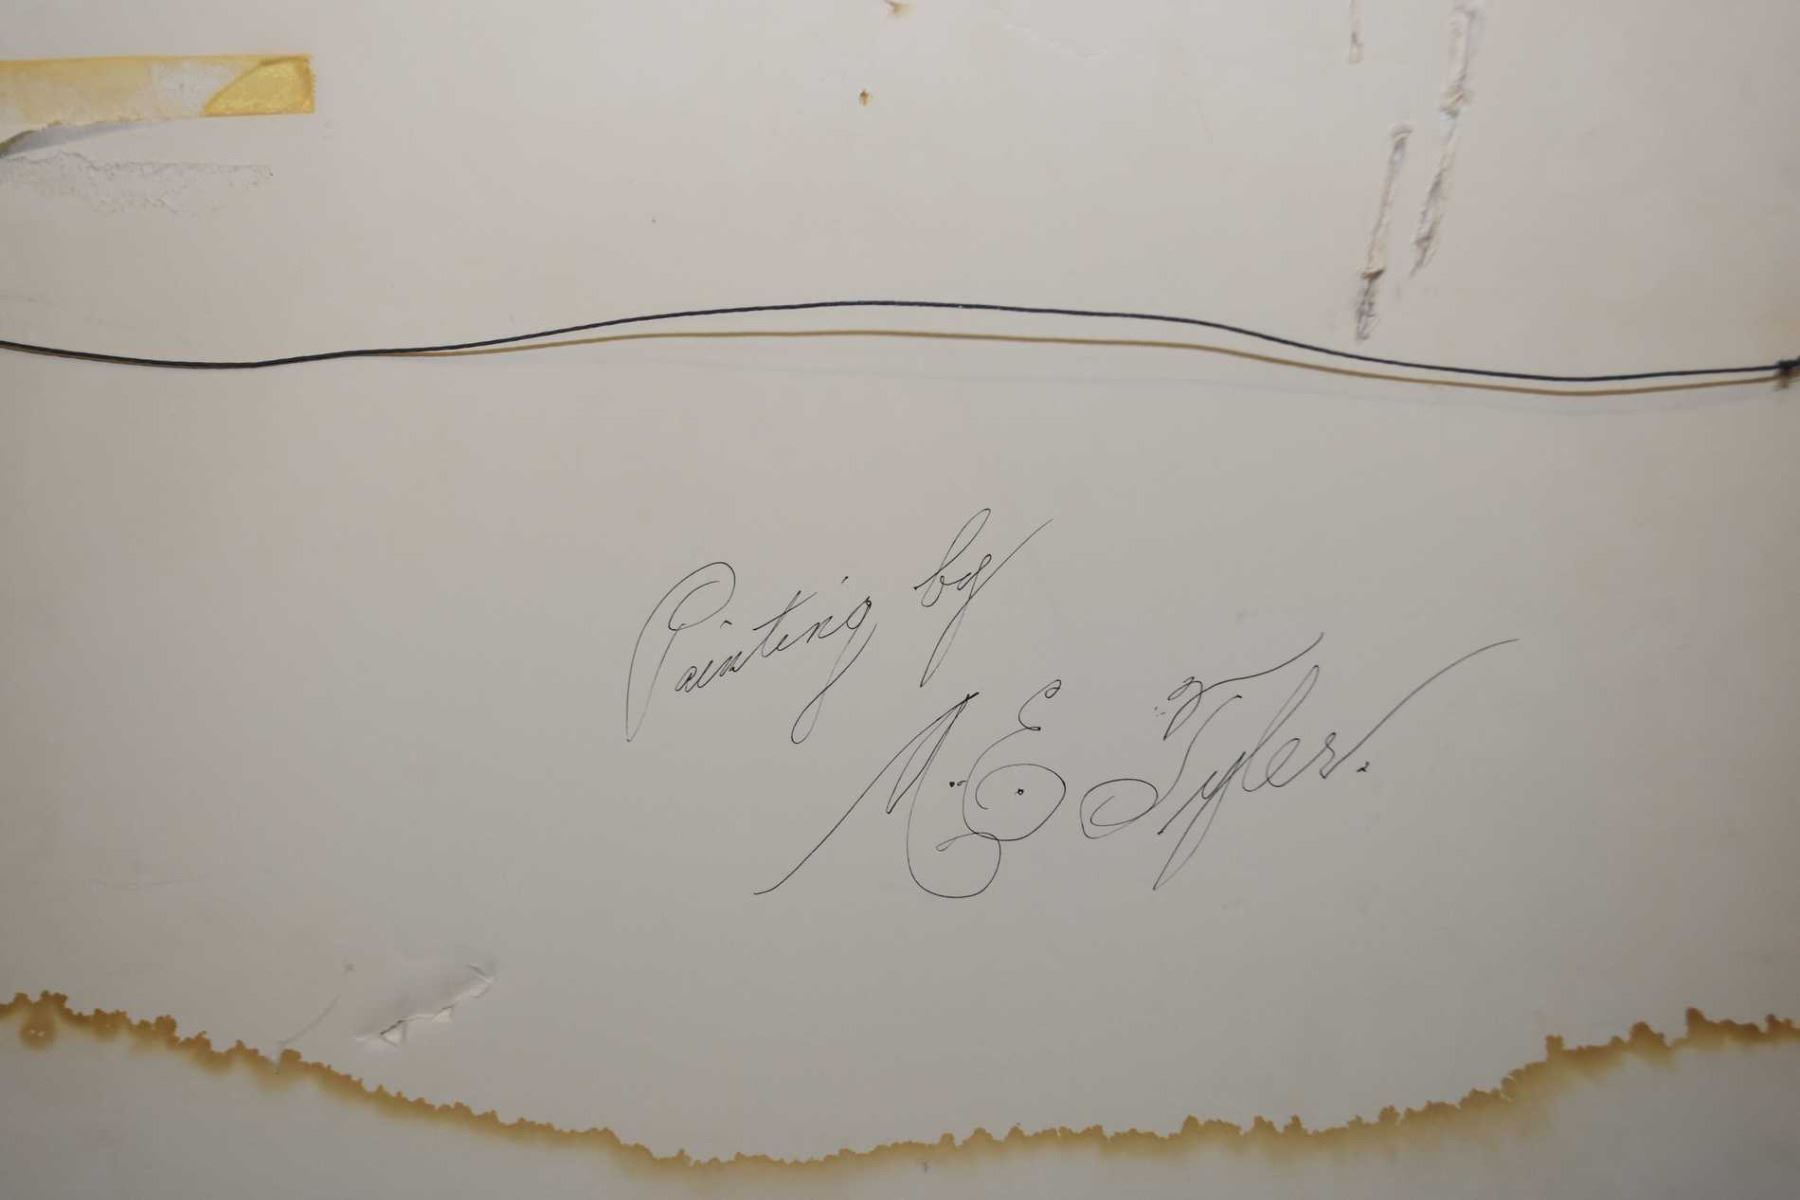 Painting by
M. E. Tyler.